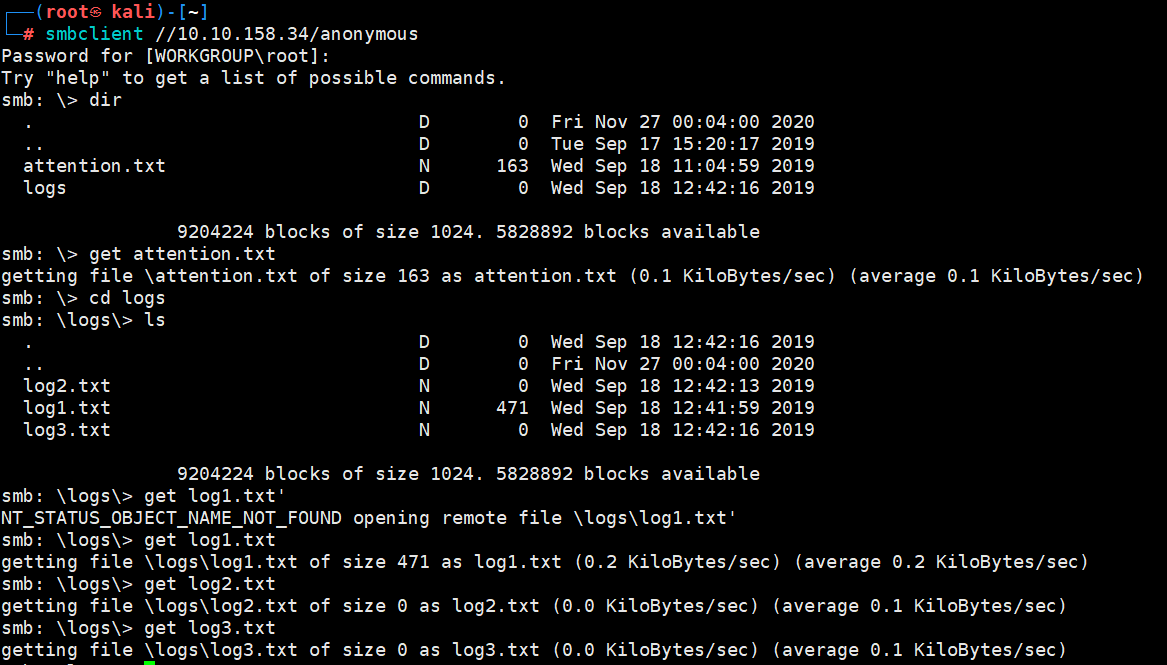 ┌──(root㉿ kali)-[~]
└─# smbclient //10.10.158.34/anonymous
Password for [WORKGROUP\root]:
Try "help" to get a list of possible commands.
smb: \> dir
  .                                   D        0  Fri Nov 27 00:04:00 2020
  ..                                  D        0  Tue Sep 17 15:20:17 2019
  attention.txt                       N      163  Wed Sep 18 11:04:59 2019
  logs                                D        0  Wed Sep 18 12:42:16 2019

                9204224 blocks of size 1024. 5828892 blocks available
smb: \> get attention.txt
getting file \attention.txt of size 163 as attention.txt (0.1 KiloBytes/sec) (average 0.1 KiloBytes/sec)
smb: \> cd logs
smb: \logs\> ls
  .                                   D        0  Wed Sep 18 12:42:16 2019
  ..                                  D        0  Fri Nov 27 00:04:00 2020
  log2.txt                            N        0  Wed Sep 18 12:42:13 2019
  log1.txt                            N      471  Wed Sep 18 12:41:59 2019
  log3.txt                            N        0  Wed Sep 18 12:42:16 2019

                9204224 blocks of size 1024. 5828892 blocks available
smb: \logs\> get log1.txt'
NT_STATUS_OBJECT_NAME_NOT_FOUND opening remote file \logs\log1.txt'
smb: \logs\> get log1.txt
getting file \logs\log1.txt of size 471 as log1.txt (0.2 KiloBytes/sec) (average 0.2 KiloBytes/sec)
smb: \logs\> get log2.txt
getting file \logs\log2.txt of size 0 as log2.txt (0.0 KiloBytes/sec) (average 0.1 KiloBytes/sec)
smb: \logs\> get log3.txt
getting file \logs\log3.txt of size 0 as log3.txt (0.0 KiloBytes/sec) (average 0.1 KiloBytes/sec)